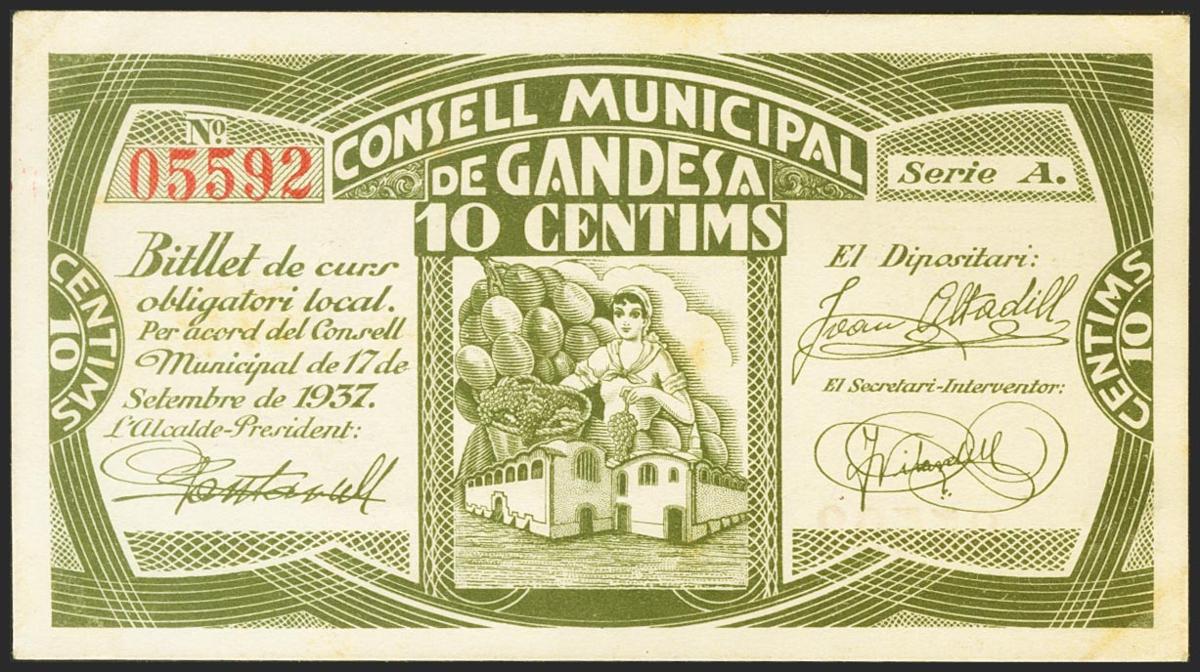 CONSELL MUNICIPAL
DE GANDESA
10 CENTIMS
Nº
05592
Serie A.
Bitllet de curs
obligatori local.
Per acord del Consell
Municipal de 17 de
Setembre de 1937.
L'Alcalde-President:
El Dipositari:
Joan Altadill
El Secretari-Interventor:
CENTIMS
10
CENTIMS
10